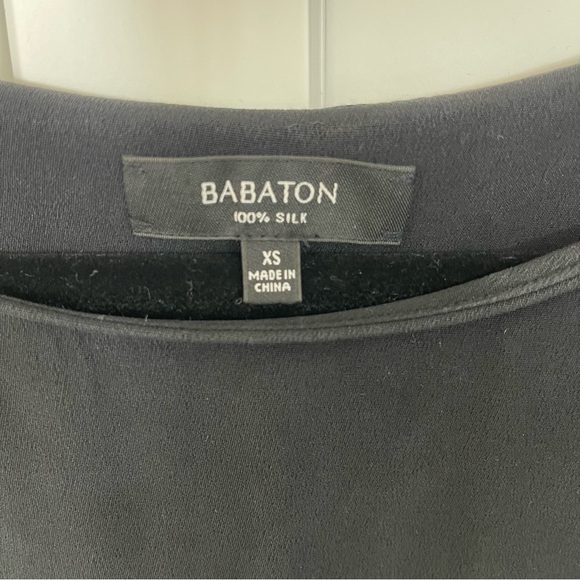 BABATON
100% SILK
XS
MADE IN
CHINA